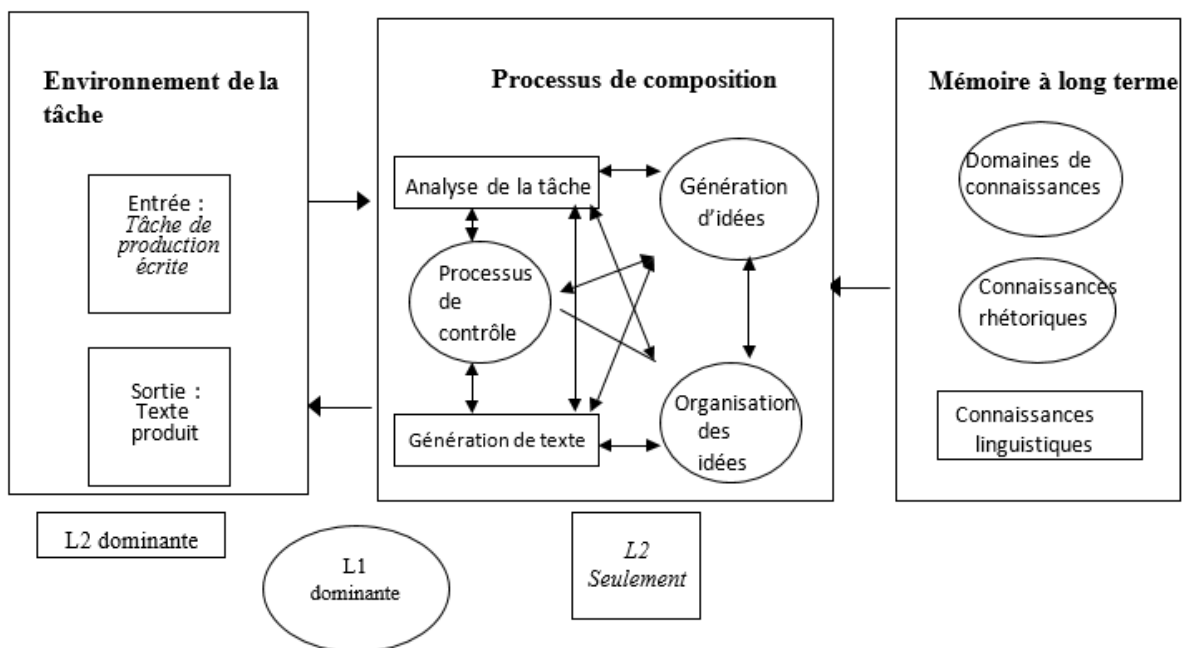 Environnement de la
tâche
Entrée :
Tâche de
production
écrite
Sortie :
Texte
produit
Processus de composition
Analyse de la tâche
Génération
d'idées
Processus
de
contrôle
Génération de texte
Organisation
des
idées
Mémoire à long terme
Domaines de
connaissances
Connaissances
rhétoriques
Connaissances
linguistiques
L2 dominante
L1
dominante
L2
Seulement